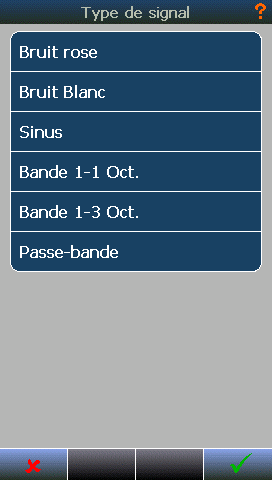 Type de signal ?
Bruit rose
Bruit Blanc
Sinus
Bande 1-1 Oct.
Bande 1-3 Oct.
Passe-bande